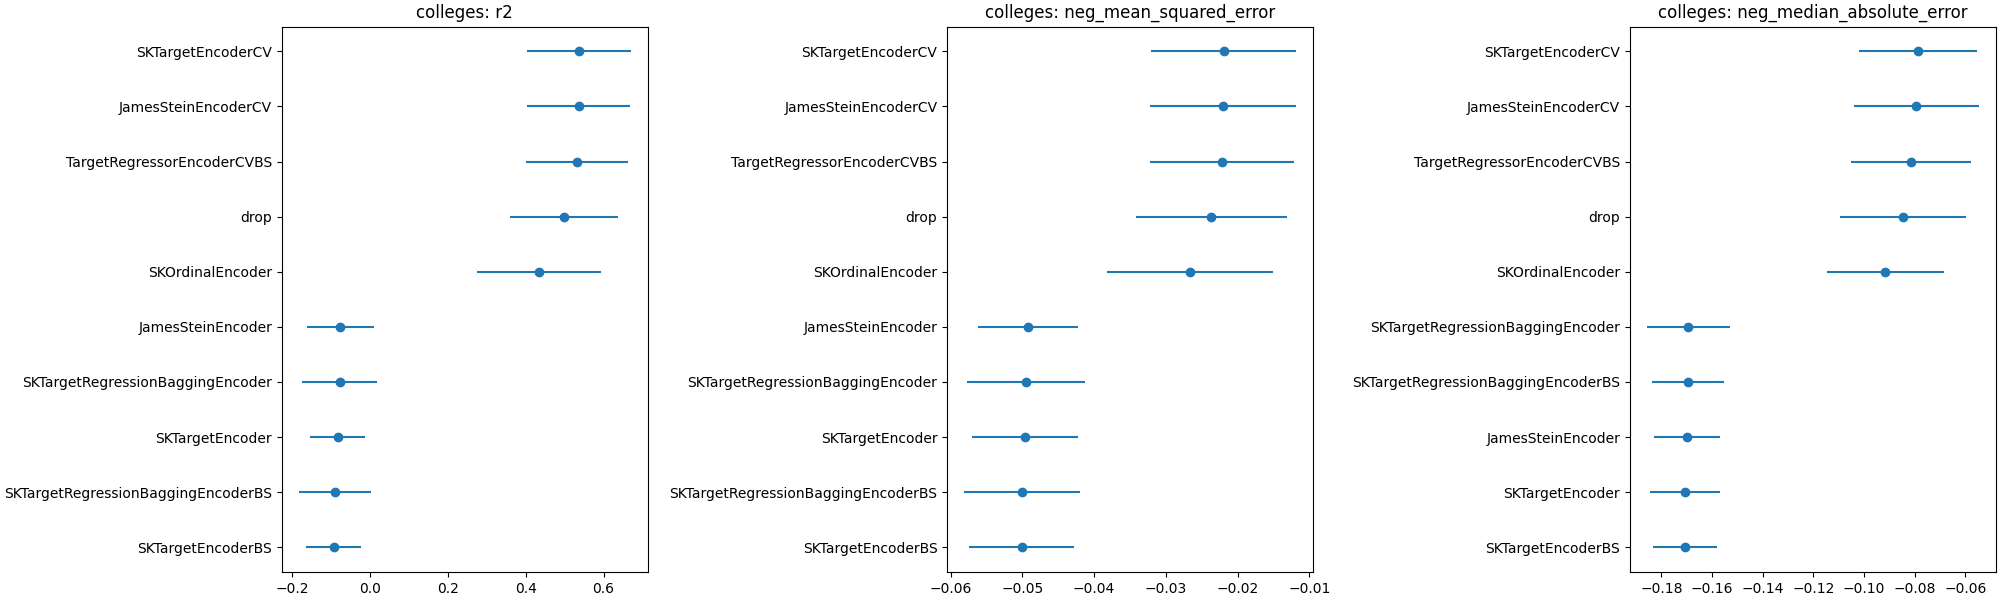 colleges: r2
SKTargetEncoderCV
JamesSteinEncoderCV
TargetRegressorEncoderCVBS
drop
SKOrdinalEncoder
JamesSteinEncoder
SKTargetRegressionBaggingEncoder
SKTargetEncoder
SKTargetRegressionBaggingEncoderBS
SKTargetEncoderBS
−0.2 0.0 0.2 0.4 0.6
colleges: neg_mean_squared_error
SKTargetEncoderCV
JamesSteinEncoderCV
TargetRegressorEncoderCVBS
drop
SKOrdinalEncoder
JamesSteinEncoder
SKTargetRegressionBaggingEncoder
SKTargetEncoder
SKTargetRegressionBaggingEncoderBS
SKTargetEncoderBS
−0.06 −0.05 −0.04 −0.03 −0.02 −0.01
colleges: neg_median_absolute_error
SKTargetEncoderCV
JamesSteinEncoderCV
TargetRegressorEncoderCVBS
drop
SKOrdinalEncoder
SKTargetRegressionBaggingEncoder
SKTargetRegressionBaggingEncoderBS
JamesSteinEncoder
SKTargetEncoder
SKTargetEncoderBS
−0.18 −0.16 −0.14 −0.12 −0.10 −0.08 −0.06